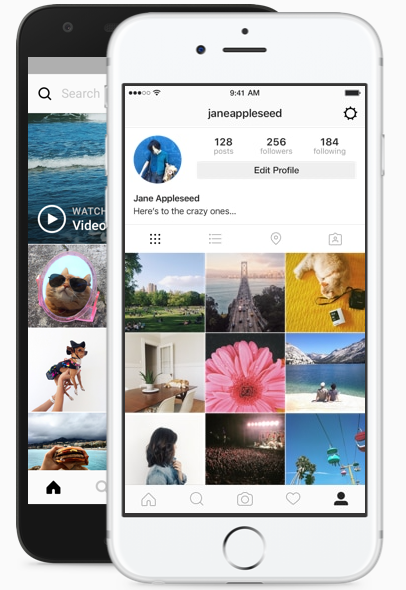 Search
WATCH
Video
9:41 AM
janeappleseed
128 256 184
posts followers following
Edit Profile
Jane Appleseed
Here's to the crazy ones...